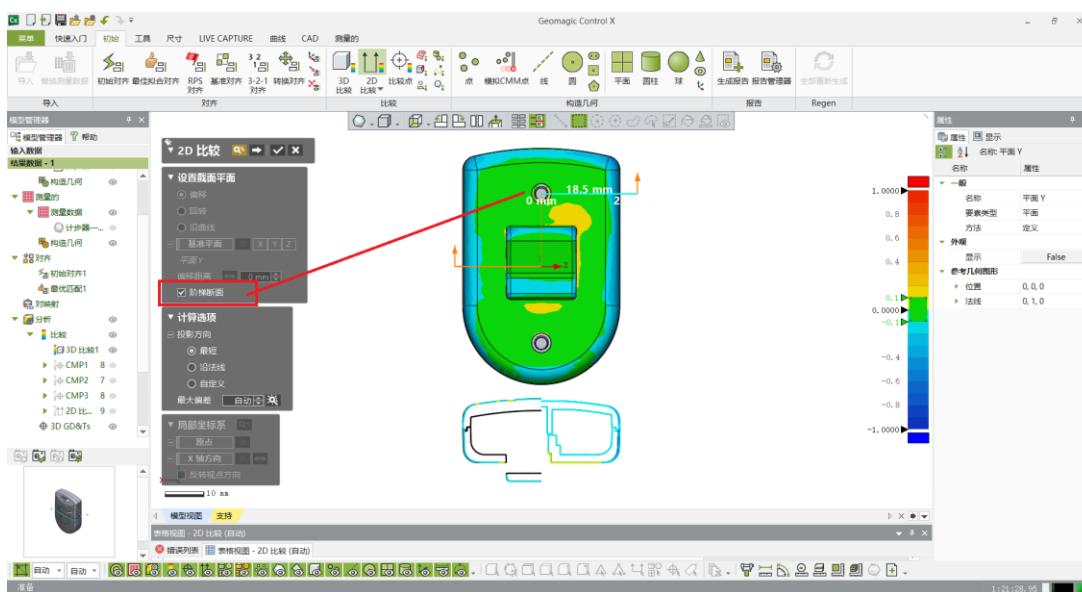 Geomagic Control X
菜单 快速入门 初始 工具 尺寸 LIVE CAPTURE 曲线 CAD 测量的
导入 替换测量数据 初始对齐 最佳拟合对齐 RPS 对齐 基准对齐 3-2-1 对齐 转换对齐 3D 比较 2D 比较 比较点 点 模拟CMM点 线 圆 平面 圆柱 球 生成报告 报告管理器 全部重新生成
导入 对齐 比较 构造几何 报告 Regen
模型管理器
模型管理器 帮助
输入数据
结果数据 - 1
构造几何
测量的
测量数据
计步器—...
构造几何
对齐
初始对齐1
最优匹配1
对映射
分析
比较
3D 比较1
CMP1 8
CMP2 7
CMP3 8
2D 比... 9
3D GD&Ts
2D 比较
设置截面平面
偏移
回转
沿曲线
基准平面 X Y Z
平面Y
偏移距离 0 mm
阶梯断面
计算选项
投影方向
最短
沿法线
自定义
最大偏差 自动
局部坐标系
原点
X 轴方向
反转视点方向
10 mm
18.5 mm
0 mm 2
Z
1.0000
0.8
0.6
0.4
0.1
0.0000
-0.1
-0.4
-0.6
-0.8
-1.0000
属性
属性 显示
名称: 平面 Y
名称 属性
一般
名称 平面 Y
要素类型 平面
方法 定义
外观
显示 False
参考几何图形
位置 0, 0, 0
法线 0, 1, 0
模型视图 支持
表格视图 - 2D 比较 (自动)
错误列表 表格视图 - 2D 比较 (自动)
自动 自动
准备
1:21:28.95